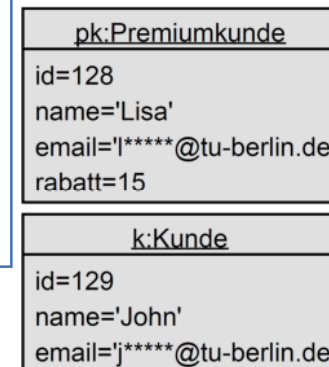 pk:Premiumkunde
id=128
name='Lisa'
email='l*****@tu-berlin.de
rabatt=15
k:Kunde
id=129
name='John'
email='j*****@tu-berlin.de